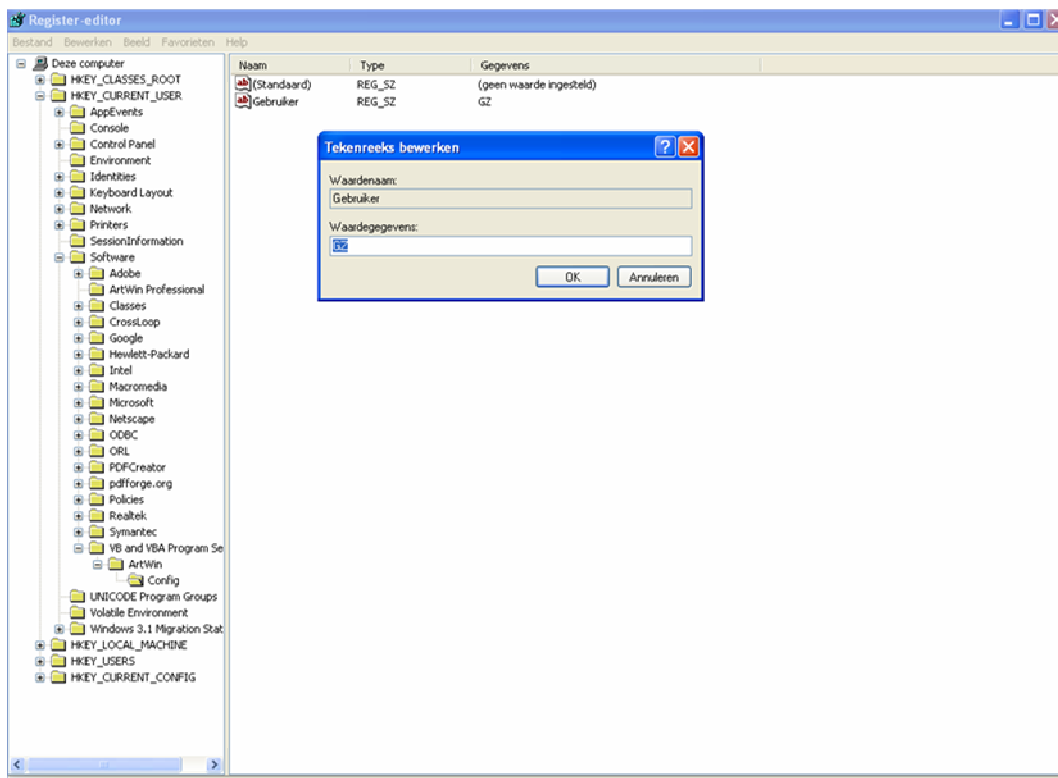 Register-editor
Bestand Bewerken Beeld Favorieten Help
Deze computer
HKEY_CLASSES_ROOT
HKEY_CURRENT_USER
AppEvents
Console
Control Panel
Environment
Identities
Keyboard Layout
Network
Printers
SessionInformation
Software
Adobe
ArtWin Professional
Classes
CrossLoop
Google
Hewlett-Packard
Intel
Macromedia
Microsoft
Netscape
ODBC
ORL
PDFCreator
pdfforge.org
Policies
Realtek
Symantec
VB and VBA Program Se
ArtWin
Config
UNICODE Program Groups
Volatile Environment
Windows 3.1 Migration Stat
HKEY_LOCAL_MACHINE
HKEY_USERS
HKEY_CURRENT_CONFIG
Naam Type Gegevens
(Standaard) REG_SZ (geen waarde ingesteld)
Gebruiker REG_SZ GZ
Tekenreeks bewerken
Waardenaam:
Gebruiker
Waardegegevens:
GZ
OK Annuleren